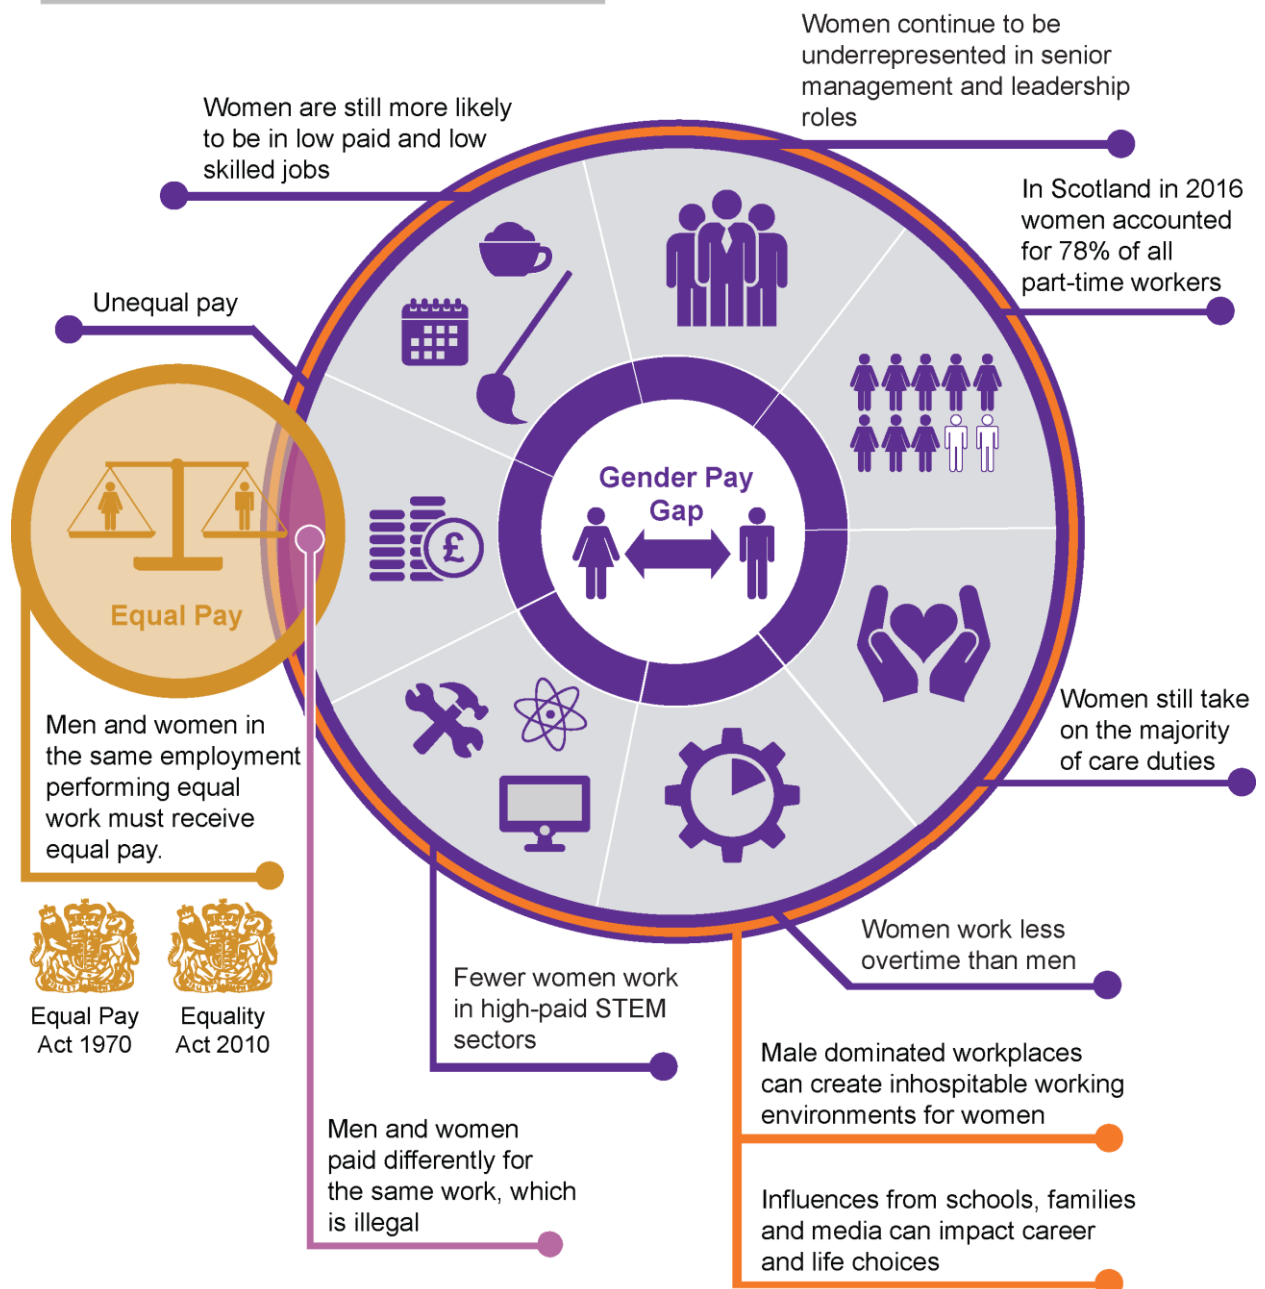 Women continue to be
underrepresented in senior
management and leadership
roles
Women are still more likely
to be in low paid and low
skilled jobs
In Scotland in 2016
women accounted
for 78% of all
part-time workers
Unequal pay
Gender Pay
Gap
£
Equal Pay
Men and women in
the same employment
performing equal
work must receive
equal pay.
Women still take
on the majority
of care duties
Equal Pay
Act 1970
Equality
Act 2010
Women work less
overtime than men
Fewer women work
in high-paid STEM
sectors
Male dominated workplaces
can create inhospitable working
environments for women
Men and women
paid differently for
the same work, which
is illegal
Influences from schools, families
and media can impact career
and life choices